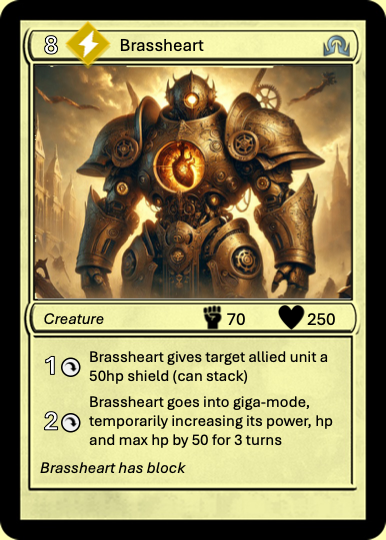 8 Brassheart
Creature 70 250
1 Brassheart gives target allied unit a
50hp shield (can stack)
2 Brassheart goes into giga-mode,
temporarily increasing its power, hp
and max hp by 50 for 3 turns
Brassheart has block